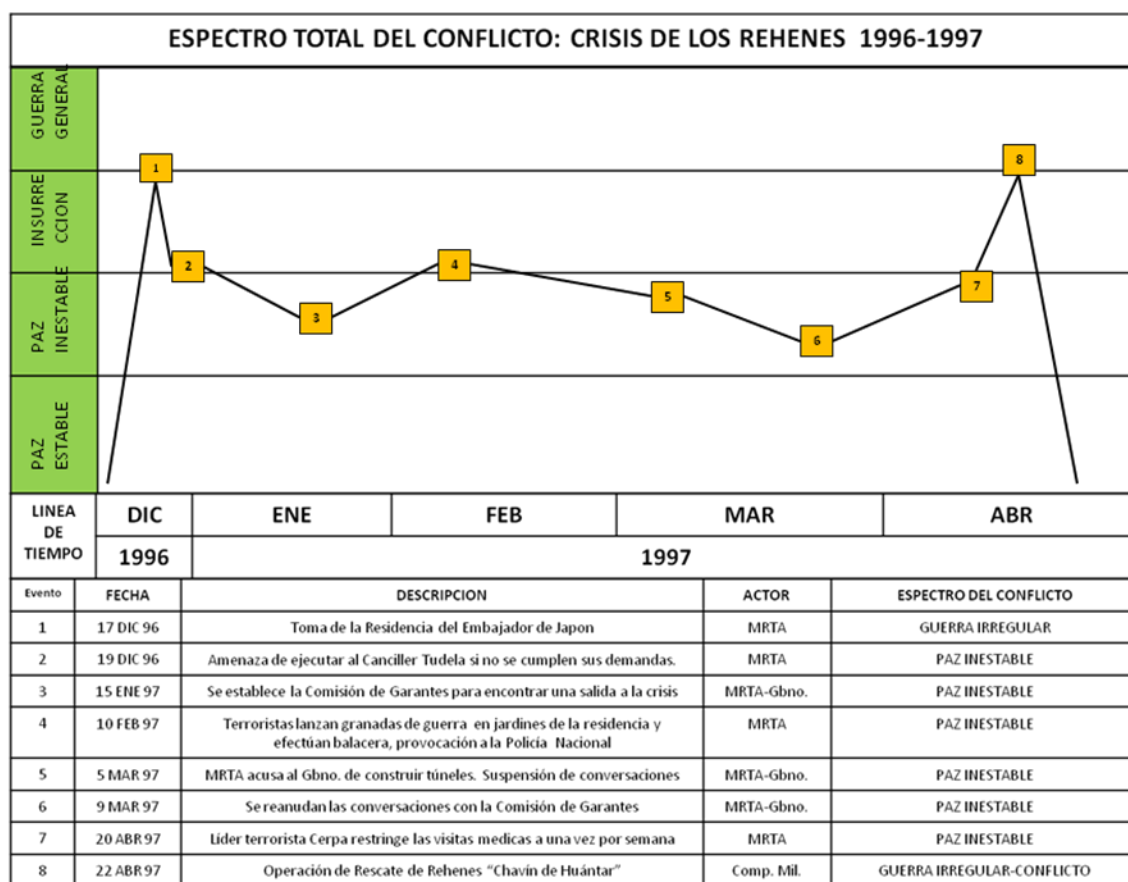 ESPECTRO TOTAL DEL CONFLICTO: CRISIS DE LOS REHENES 1996-1997
GUERRA
GENERAL
INSURRE
CCION
PAZ
INESTABLE
PAZ
ESTABLE
1
2
3
4
5
6
7
8
LINEA
DE
TIEMPO
DIC
ENE
FEB
MAR
ABR
1996
1997
Evento FECHA DESCRIPCION ACTOR ESPECTRO DEL CONFLICTO
1 17 DIC 96 Toma de la Residencia del Embajador de Japon MRTA GUERRA IRREGULAR
2 19 DIC 96 Amenaza de ejecutar al Canciller Tudela si no se cumplen sus demandas. MRTA PAZ INESTABLE
3 15 ENE 97 Se establece la Comisión de Garantes para encontrar una salida a la crisis MRTA-Gbno. PAZ INESTABLE
4 10 FEB 97 Terroristas lanzan granadas de guerra en jardines de la residencia y MRTA PAZ INESTABLE
efectúan balacera, provocación a la Policía Nacional
5 5 MAR 97 MRTA acusa al Gbno. de construir túneles. Suspensión de conversaciones MRTA-Gbno. PAZ INESTABLE
6 9 MAR 97 Se reanudan las conversaciones con la Comisión de Garantes MRTA-Gbno. PAZ INESTABLE
7 20 ABR 97 Líder terrorista Cerpa restringe las visitas medicas a una vez por semana MRTA PAZ INESTABLE
8 22 ABR 97 Operación de Rescate de Rehenes "Chavín de Huántar" Comp. Mil. GUERRA IRREGULAR-CONFLICTO